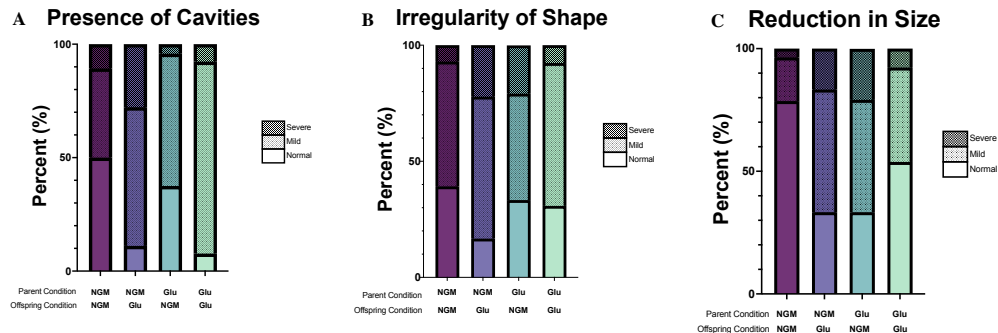 A Presence of Cavities
Percent (%)
100
50
0
Severe
Mild
Normal
Parent Condition NGM NGM Glu Glu
Offspring Condition NGM Glu NGM Glu
B Irregularity of Shape
Percent (%)
100
50
0
Severe
Mild
Normal
Parent Condition NGM NGM Glu Glu
Offspring Condition NGM Glu NGM Glu
C Reduction in Size
Percent (%)
100
50
0
Severe
Mild
Normal
Parent Condition NGM NGM Glu Glu
Offspring Condition NGM Glu NGM Glu